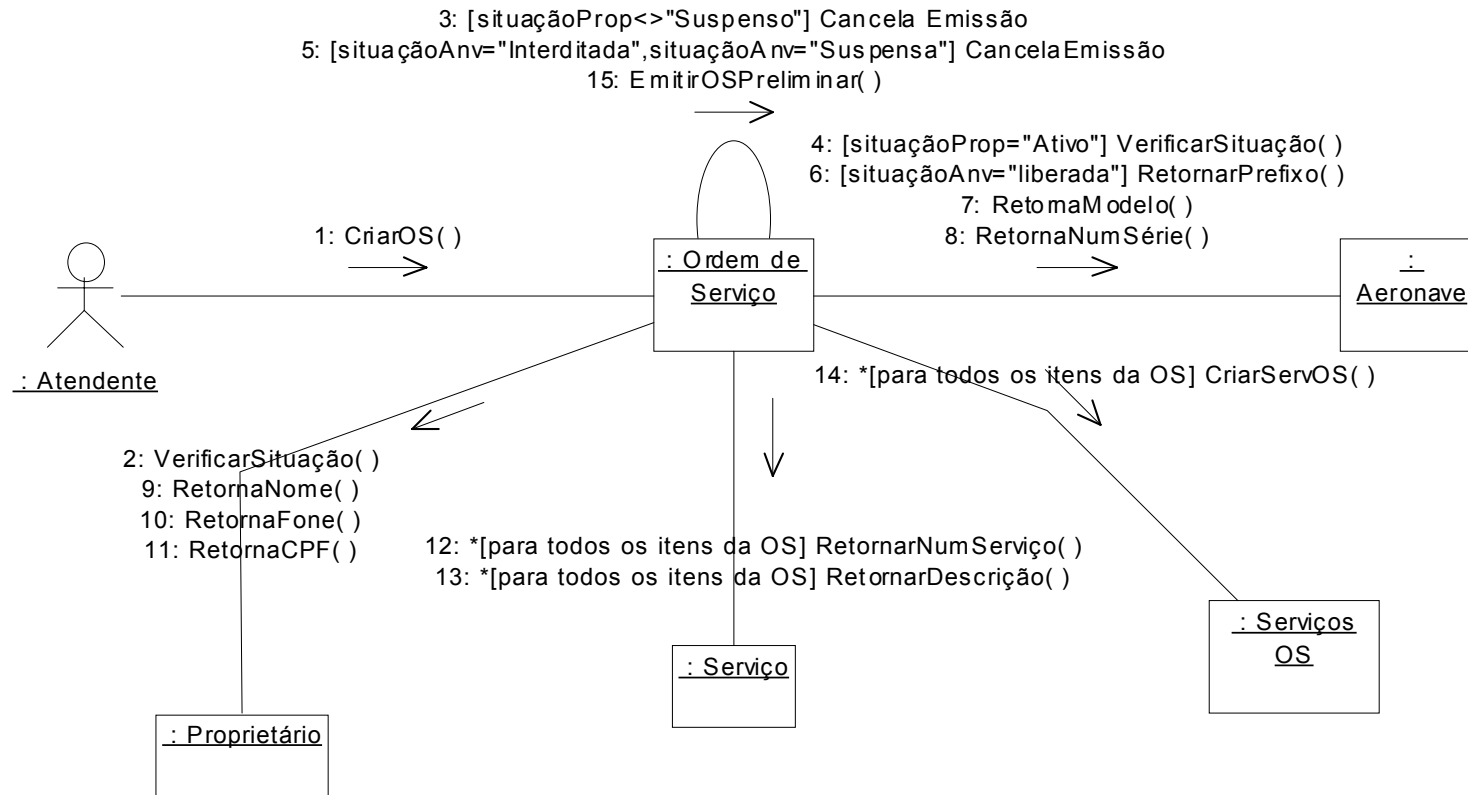 3: [situaçãoProp<>"Suspenso"] Cancela Emissão
5: [situaçãoAnv="Interditada",situaçãoAnv="Suspensa"] CancelaEmissão
15: EmitirOSPreliminar( )
4: [situaçãoProp="Ativo"] VerificarSituação( )
6: [situaçãoAnv="liberada"] RetornarPrefixo( )
7: RetornaModelo( )
8: RetornaNumSérie( )
1: CriarOS( )
: Ordem de
Serviço
:
Aeronave
: Atendente
14: *[para todos os itens da OS] CriarServOS( )
2: VerificarSituação( )
9: RetornaNome( )
10: RetornaFone( )
11: RetornaCPF( )
12: *[para todos os itens da OS] RetornarNumServiço( )
13: *[para todos os itens da OS] RetornarDescrição( )
: Serviços
OS
: Serviço
: Proprietário